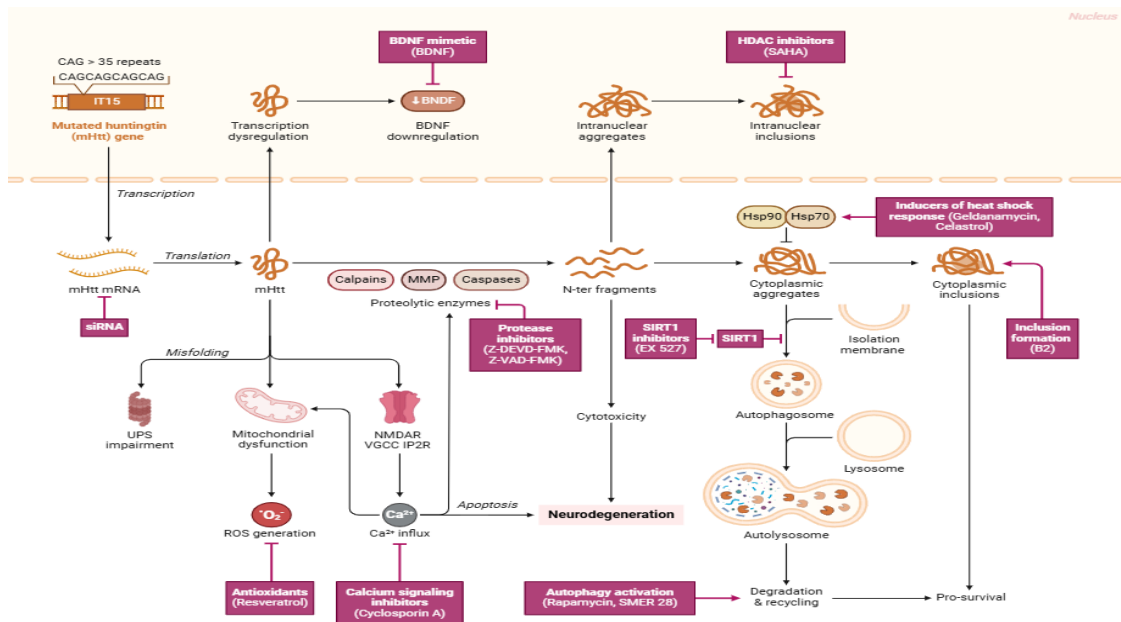 Nucleus
CAG > 35 repeats
CAGCAGCAGCAG
IT15
Mutated huntingtin
(mHtt) gene
Transcription
dysregulation
BDNF mimetic
(BDNF)
↓BNDF
BDNF
downregulation
Intranuclear
aggregates
HDAC inhibitors
(SAHA)
Intranuclear
inclusions
Transcription
mHtt mRNA
siRNA
Translation
mHtt
Calpains
MMP
Caspases
Proteolytic enzymes
Protease
inhibitors
(Z-DEVD-FMK,
Z-VAD-FMK)
N-ter fragments
Hsp90
Hsp70
Inducers of heat shock
response (Geldanamycin,
Celastrol)
Cytoplasmic
aggregates
Cytoplasmic
inclusions
Inclusion
formation
(B2)
SIRT1
inhibitors
(EX 527)
SIRT1
Isolation
membrane
Misfolding
UPS
impairment
Mitochondrial
dysfunction
NMDAR
VGCC IP2R
Cytotoxicity
Autophagosome
Lysosome
•O₂⁻
ROS generation
Ca²⁺
Ca²⁺ influx
Apoptosis
Neurodegeneration
Autolysosome
Antioxidants
(Resveratrol)
Calcium signaling
inhibitors
(Cyclosporin A)
Autophagy activation
(Rapamycin, SMER 28)
Degradation
& recycling
Pro-survival